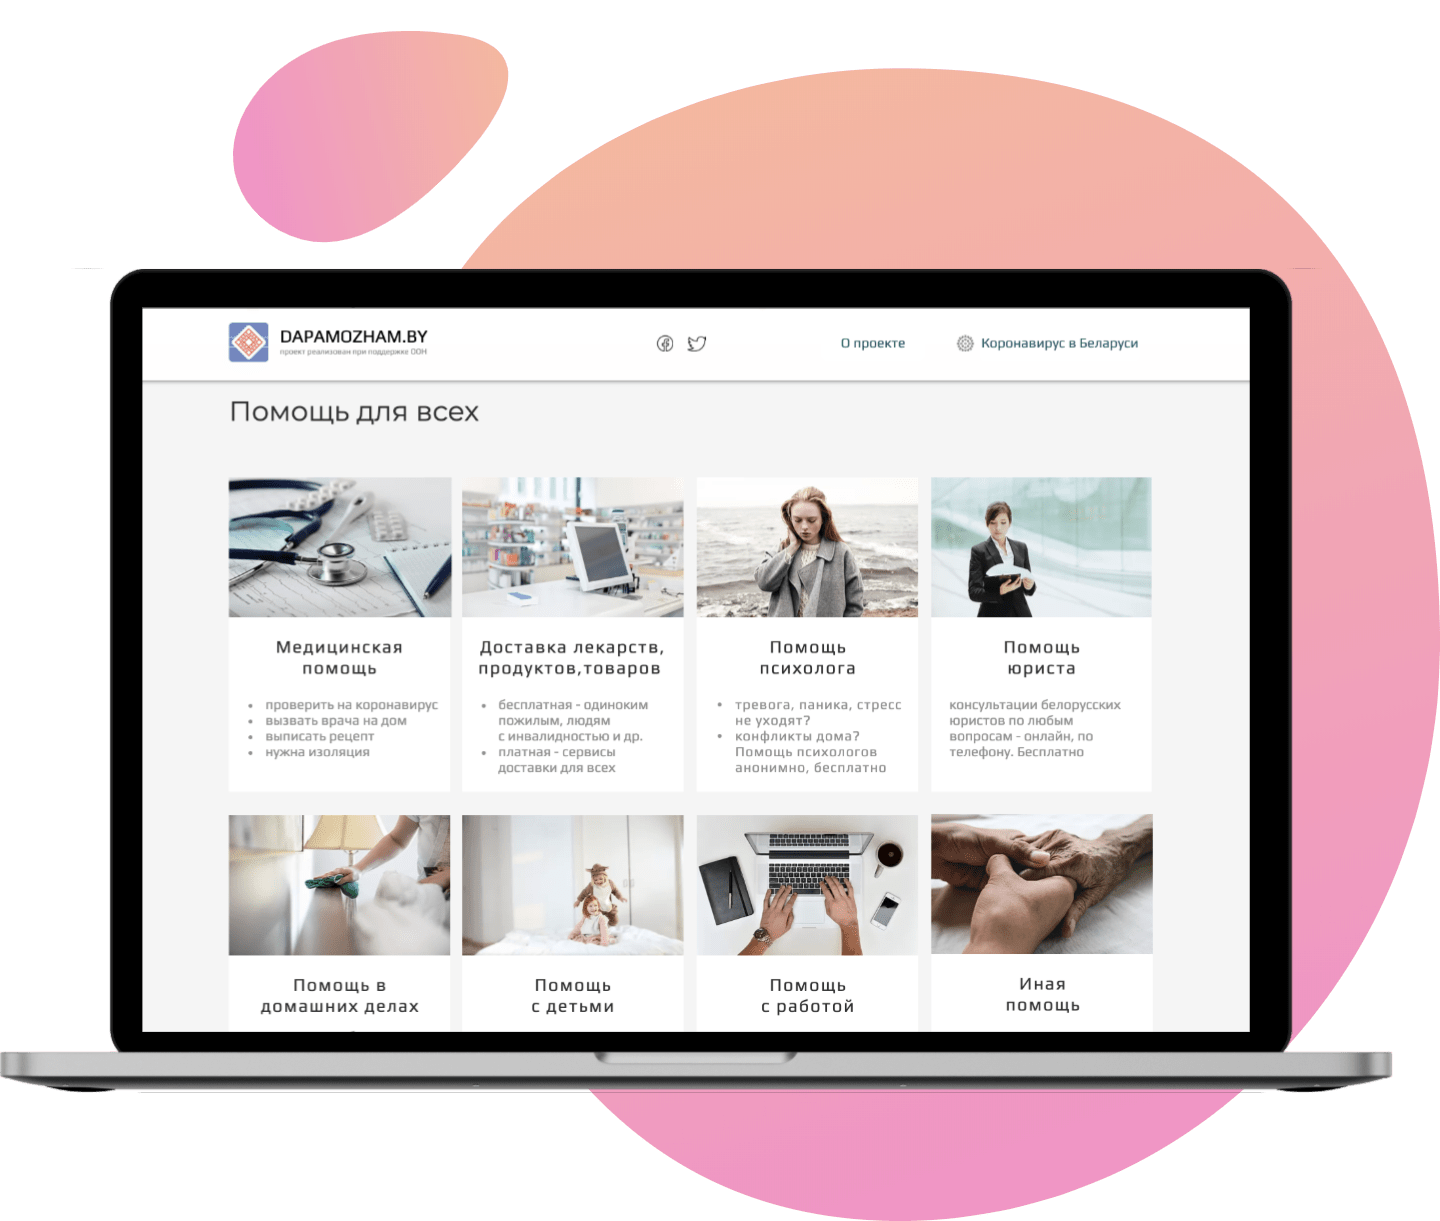 DAPAMOZHAM.BY
проект реализован при поддержке ООН
О проекте
Коронавирус в Беларуси
Помощь для всех
Медицинская
помощь
проверить на коронавирус
вызвать врача на дом
выписать рецепт
нужна изоляция
Доставка лекарств,
продуктов,товаров
бесплатная - одиноким
пожилым, людям
с инвалидностью и др.
платная - сервисы
доставки для всех
Помощь
психолога
тревога, паника, стресс
не уходят?
конфликты дома?
Помощь психологов
анонимно, бесплатно
Помощь
юриста
консультации белорусских
юристов по любым
вопросам - онлайн, по
телефону. Бесплатно
Помощь в
домашних делах
Помощь
с детьми
Помощь
с работой
Иная
помощь